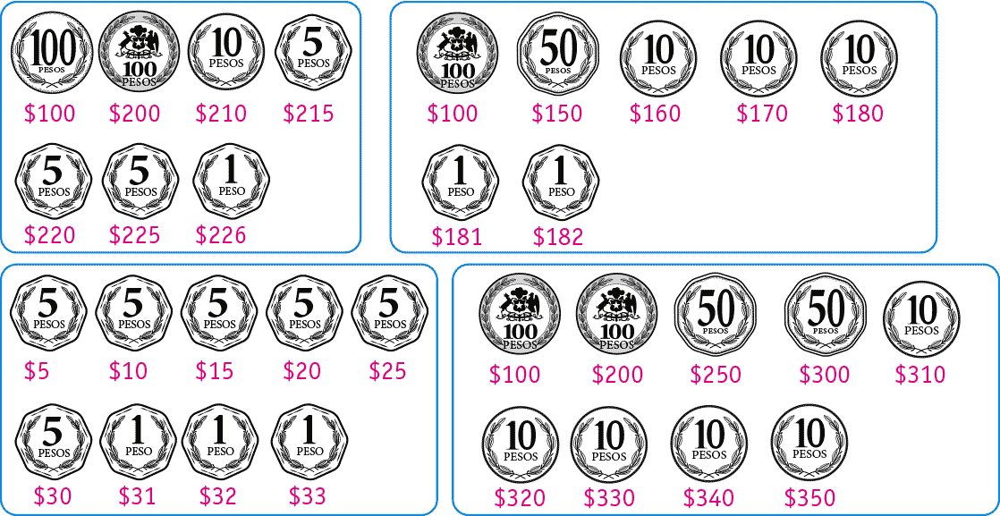 100 PESOS 100 PESOS 10 PESOS 5 PESOS
$100 $200 $210 $215
5 PESOS 5 PESOS 1 PESO
$220 $225 $226
100 PESOS 50 PESOS 10 PESOS 10 PESOS 10 PESOS
$100 $150 $160 $170 $180
1 PESO 1 PESO
$181 $182
5 PESOS 5 PESOS 5 PESOS 5 PESOS 5 PESOS
$5 $10 $15 $20 $25
5 PESOS 1 PESO 1 PESO 1 PESO
$30 $31 $32 $33
100 PESOS 100 PESOS 50 PESOS 50 PESOS 10 PESOS
$100 $200 $250 $300 $310
10 PESOS 10 PESOS 10 PESOS 10 PESOS
$320 $330 $340 $350